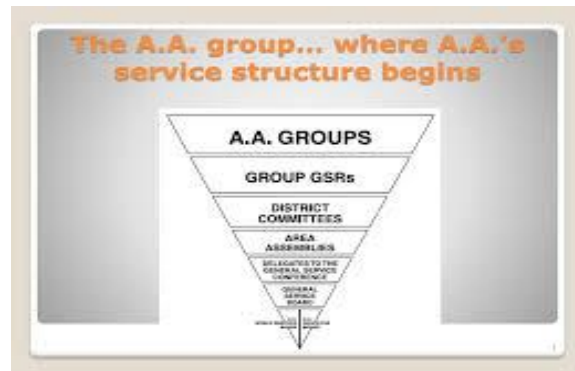 The A.A. group... where A.A.'s
service structure begins
A.A. GROUPS
GROUP GSRs
DISTRICT
COMMITTEES
AREA
ASSEMBLIES
DELEGATES TO THE
GENERAL SERVICE
CONFERENCE
GENERAL
SERVICE
BOARD